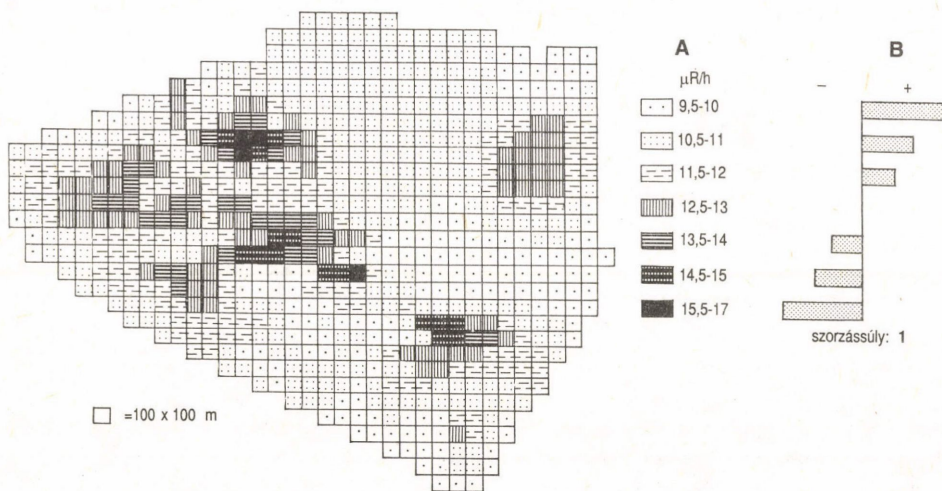 A B
µR/h
− +
9,5-10
10,5-11
11,5-12
12,5-13
13,5-14
14,5-15
15,5-17
szorzássúly: 1
=100 x 100 m